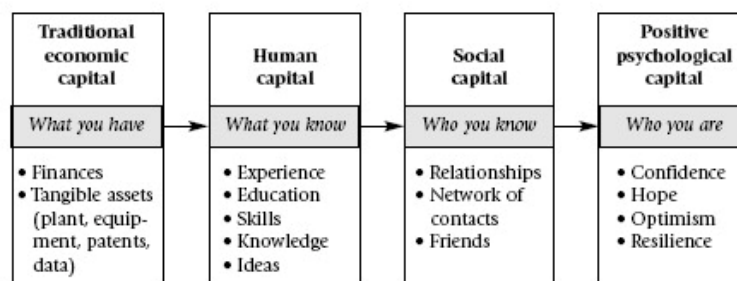 Traditional
economic
capital
What you have
• Finances
• Tangible assets
(plant, equip-
ment, patents,
data)
Human
capital
What you know
• Experience
• Education
• Skills
• Knowledge
• Ideas
Social
capital
Who you know
• Relationships
• Network of
contacts
• Friends
Positive
psychological
capital
Who you are
• Confidence
• Hope
• Optimism
• Resilience